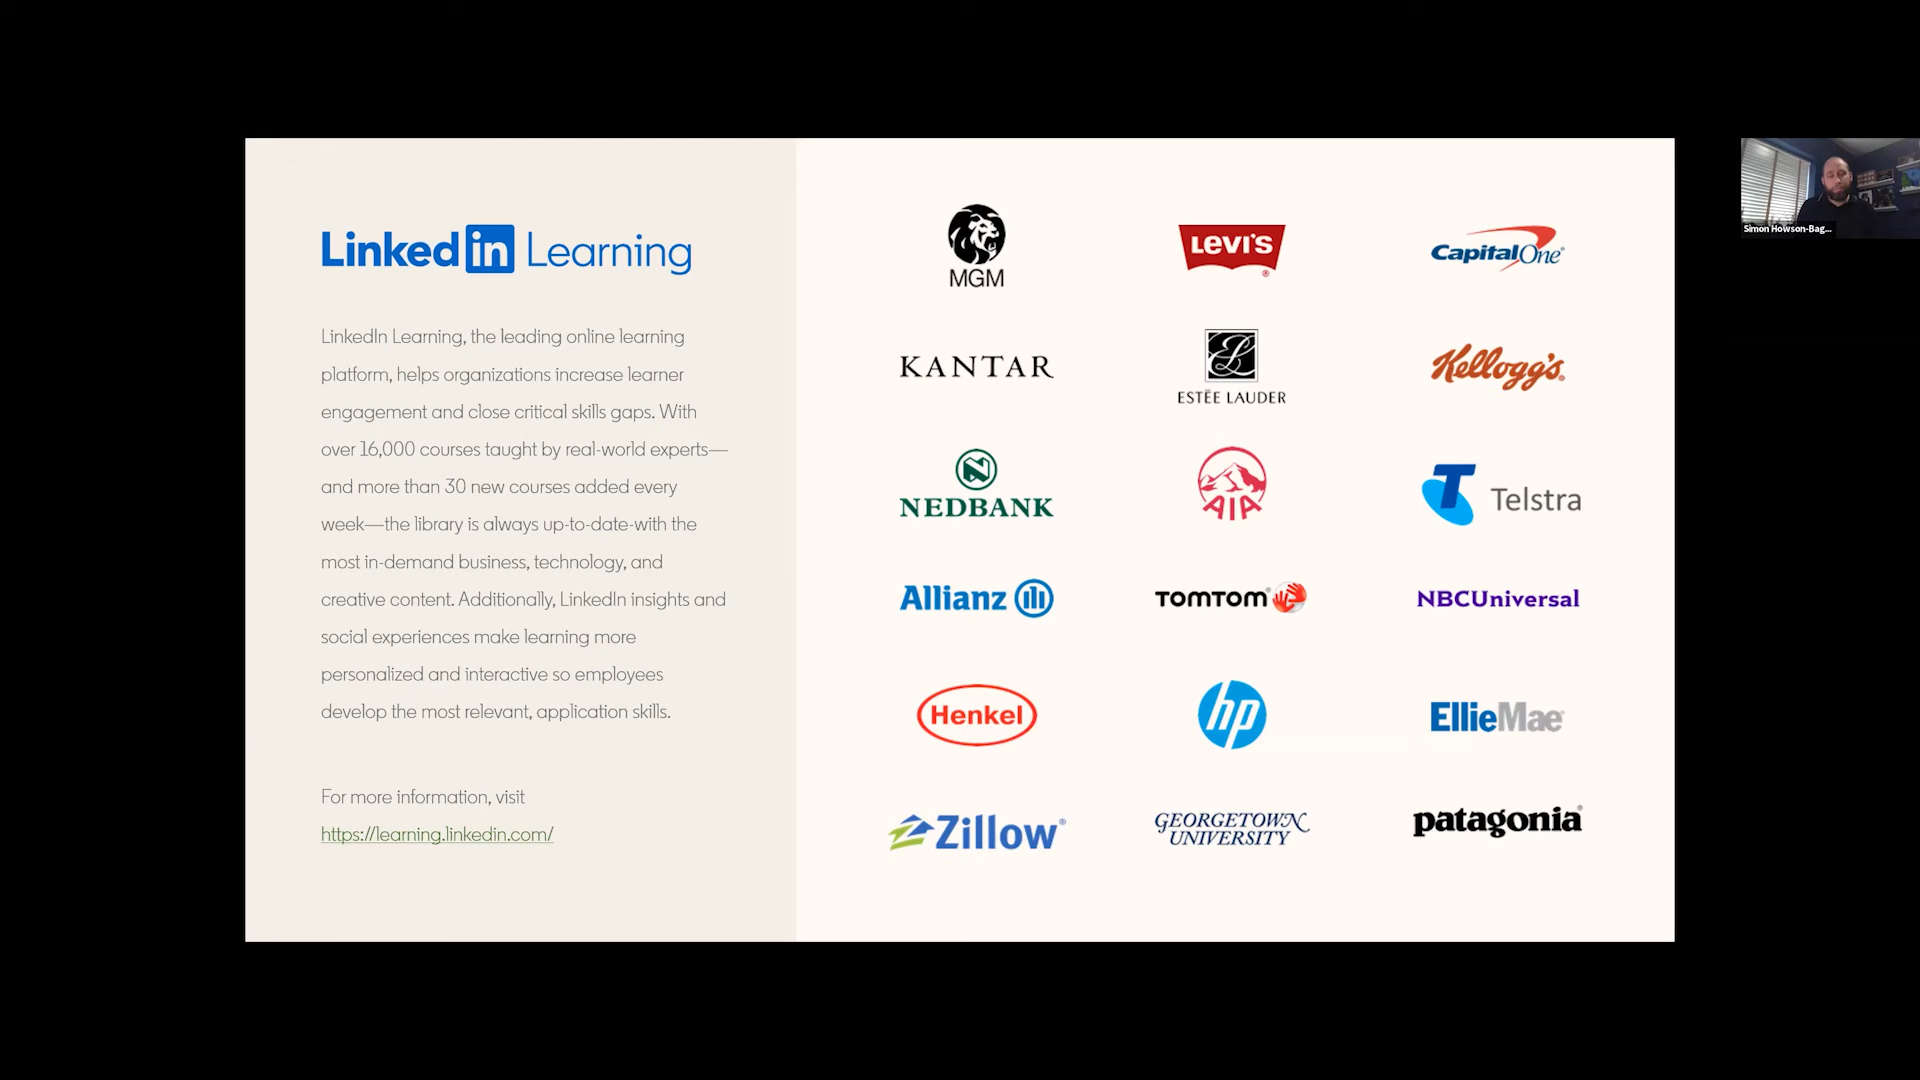 LinkedIn Learning
LinkedIn Learning, the leading online learning
platform, helps organizations increase learner
engagement and close critical skills gaps. With
over 16,000 courses taught by real-world experts—
and more than 30 new courses added every
week—the library is always up-to-date-with the
most in-demand business, technology, and
creative content. Additionally, LinkedIn insights and
social experiences make learning more
personalized and interactive so employees
develop the most relevant, application skills.
For more information, visit
https://learning.linkedin.com/
MGM
LEVI'S ®
Capital One®
KANTAR
ESTĒE LAUDER
Kellogg's®
N
NEDBANK
AIA
T Telstra
Allianz
TOMTOM®
NBCUniversal
Henkel
hp
EllieMae
Zillow®
GEORGETOWN
UNIVERSITY
patagonia®
Simon Howson-Bag...